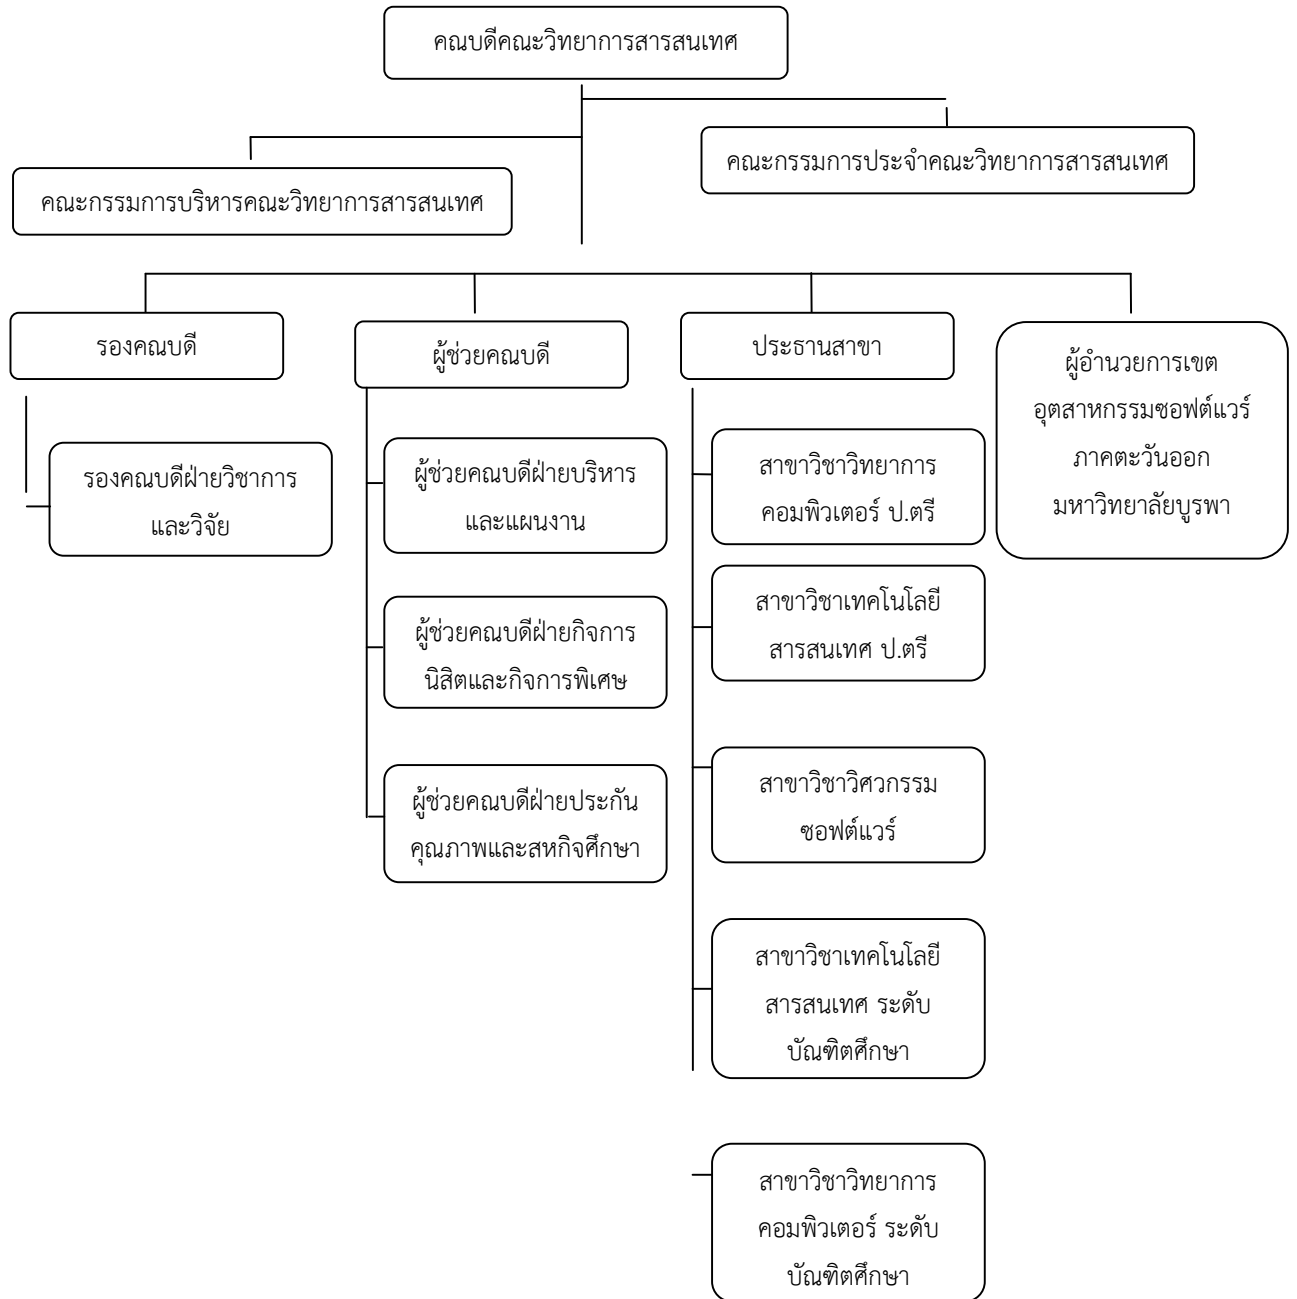 คณบดีคณะวิทยาการสารสนเทศ
คณะกรรมการประจำคณะวิทยาการสารสนเทศ
คณะกรรมการบริหารคณะวิทยาการสารสนเทศ
รองคณบดี
รองคณบดีฝ่ายวิชาการ
และวิจัย
ผู้ช่วยคณบดี
ผู้ช่วยคณบดีฝ่ายบริหาร
และแผนงาน
ผู้ช่วยคณบดีฝ่ายกิจการ
นิสิตและกิจการพิเศษ
ผู้ช่วยคณบดีฝ่ายประกัน
คุณภาพและสหกิจศึกษา
ประธานสาขา
สาขาวิชาวิทยาการ
คอมพิวเตอร์ ป.ตรี
สาขาวิชาเทคโนโลยี
สารสนเทศ ป.ตรี
สาขาวิชาวิศวกรรม
ซอฟต์แวร์
สาขาวิชาเทคโนโลยี
สารสนเทศ ระดับ
บัณฑิตศึกษา
สาขาวิชาวิทยาการ
คอมพิวเตอร์ ระดับ
บัณฑิตศึกษา
ผู้อำนวยการเขต
อุตสาหกรรมซอฟต์แวร์
ภาคตะวันออก
มหาวิทยาลัยบูรพา